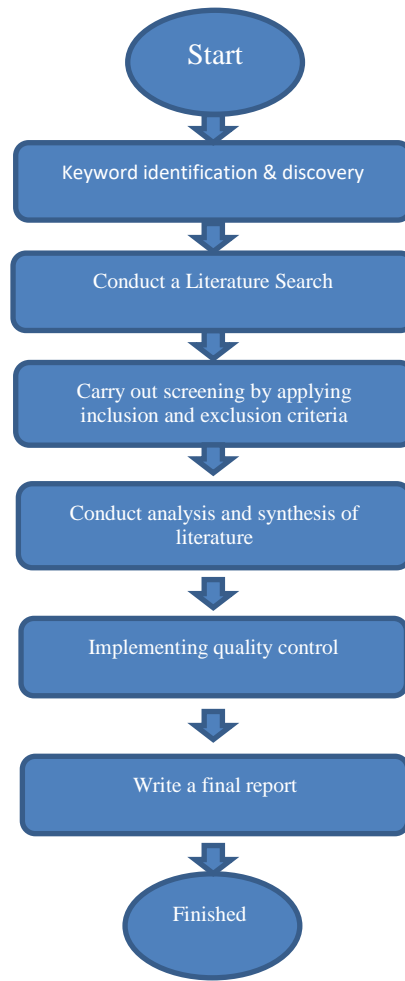 Start
Keyword identification & discovery
Conduct a Literature Search
Carry out screening by applying
inclusion and exclusion criteria
Conduct analysis and synthesis of
literature
Implementing quality control
Write a final report
Finished